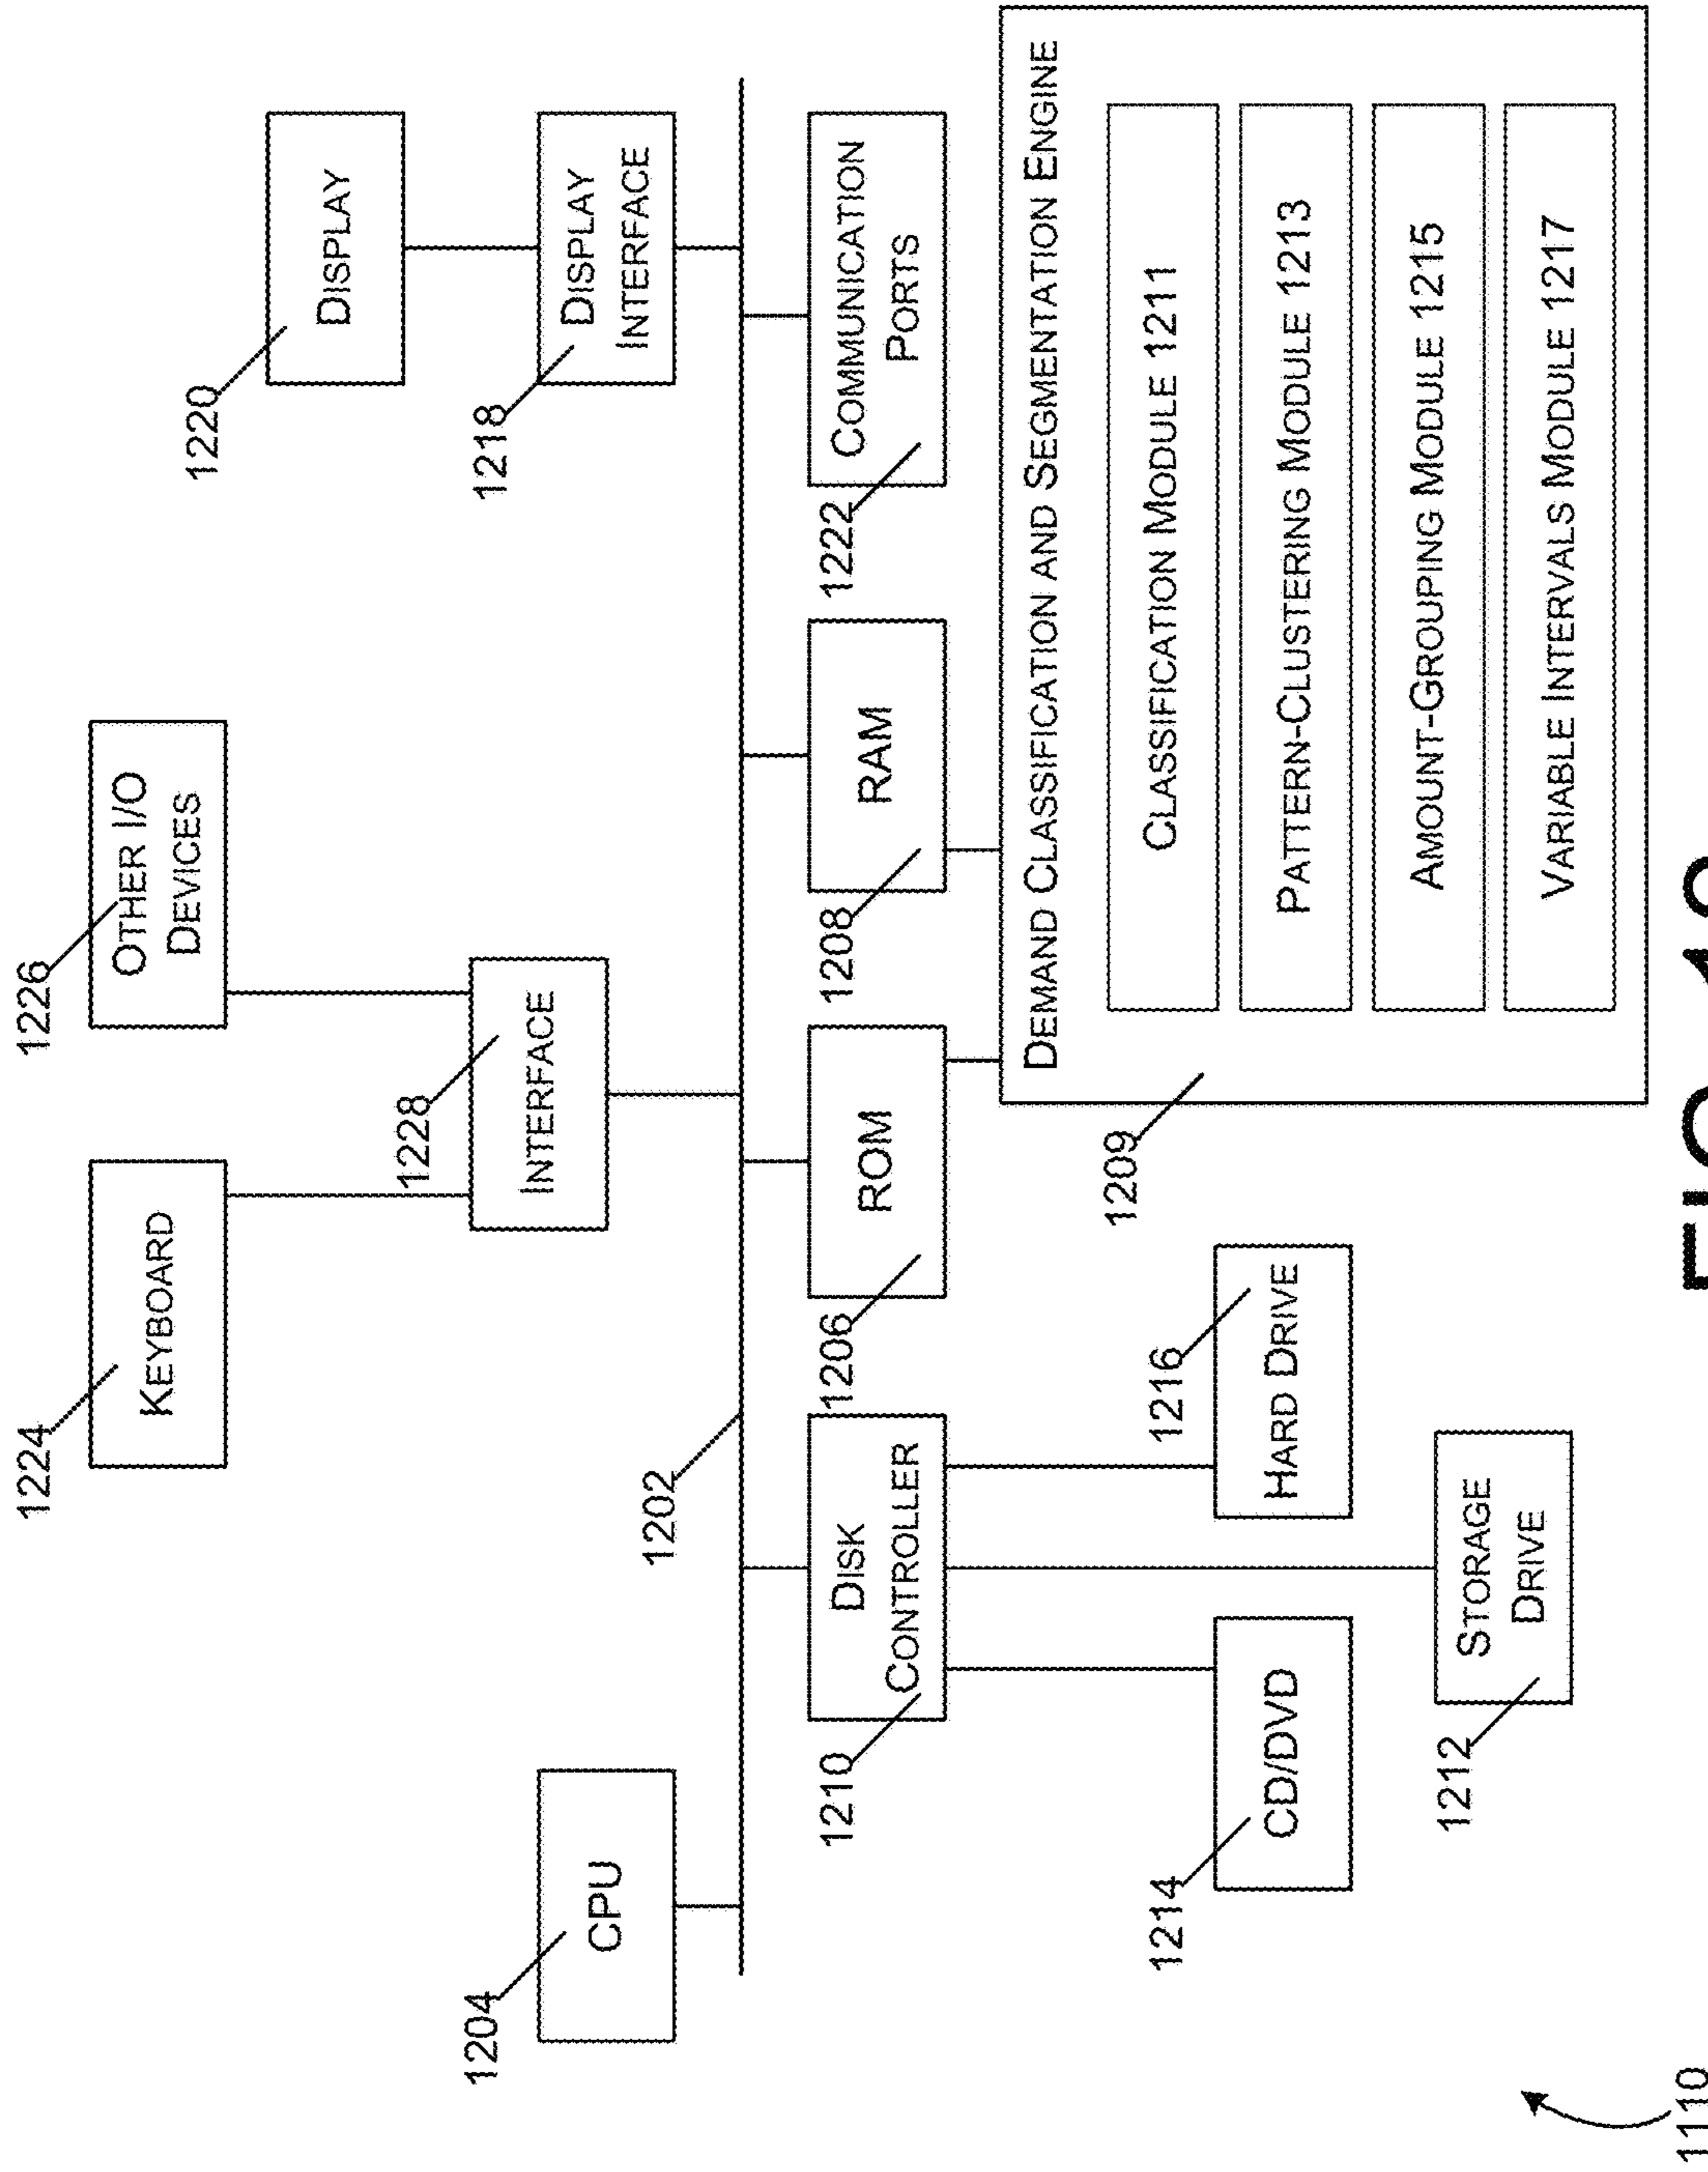 1224
1226
KEYBOARD
OTHER I/O
DEVICES
1220
DISPLAY
1228
INTERFACE
1204
CPU
1218
DISPLAY
INTERFACE
1202
1210
DISK
CONTROLLER
1206
ROM
1208
RAM
1222
COMMUNICATION
PORTS
DEMAND CLASSIFICATION AND SEGMENTATION ENGINE
1209
CLASSIFICATION MODULE 1211
1214
CD/DVD
1216
HARD DRIVE
PATTERN-CLUSTERING MODULE 1213
AMOUNT-GROUPING MODULE 1215
1212
STORAGE
DRIVE
VARIABLE INTERVALS MODULE 1217
1110